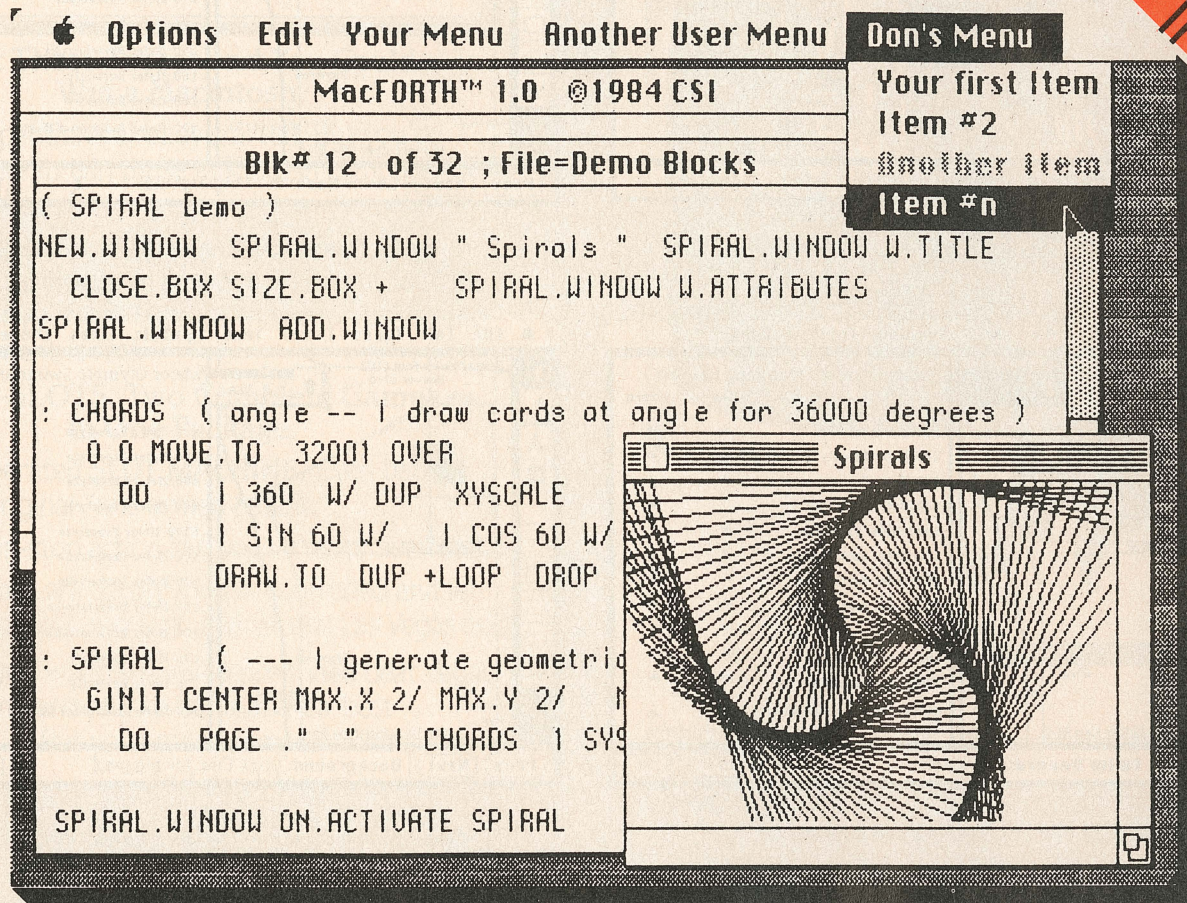 Options Edit Your Menu Another User Menu Don's Menu
Your first Item
Item #2
Another Item
Item #n
MacFORTH™ 1.0 ©1984 CSI
Blk# 12 of 32 ; File=Demo Blocks
( SPIRAL Demo )
NEW.WINDOW SPIRAL.WINDOW " Spirals " SPIRAL.WINDOW W.TITLE
CLOSE.BOX SIZE.BOX + SPIRAL.WINDOW W.ATTRIBUTES
SPIRAL.WINDOW ADD.WINDOW
: CHORDS ( angle -- | draw cords at angle for 36000 degrees )
0 0 MOVE.TO 32001 OVER
DO I 360 W/ DUP XYSCALE
I SIN 60 W/ I COS 60 W/
DRAW.TO DUP +LOOP DROP
: SPIRAL ( --- | generate geometric
GINIT CENTER MAX.X 2/ MAX.Y 2/
DO PAGE ." " I CHORDS I SYS
SPIRAL.WINDOW ON.ACTIVATE SPIRAL
Spirals